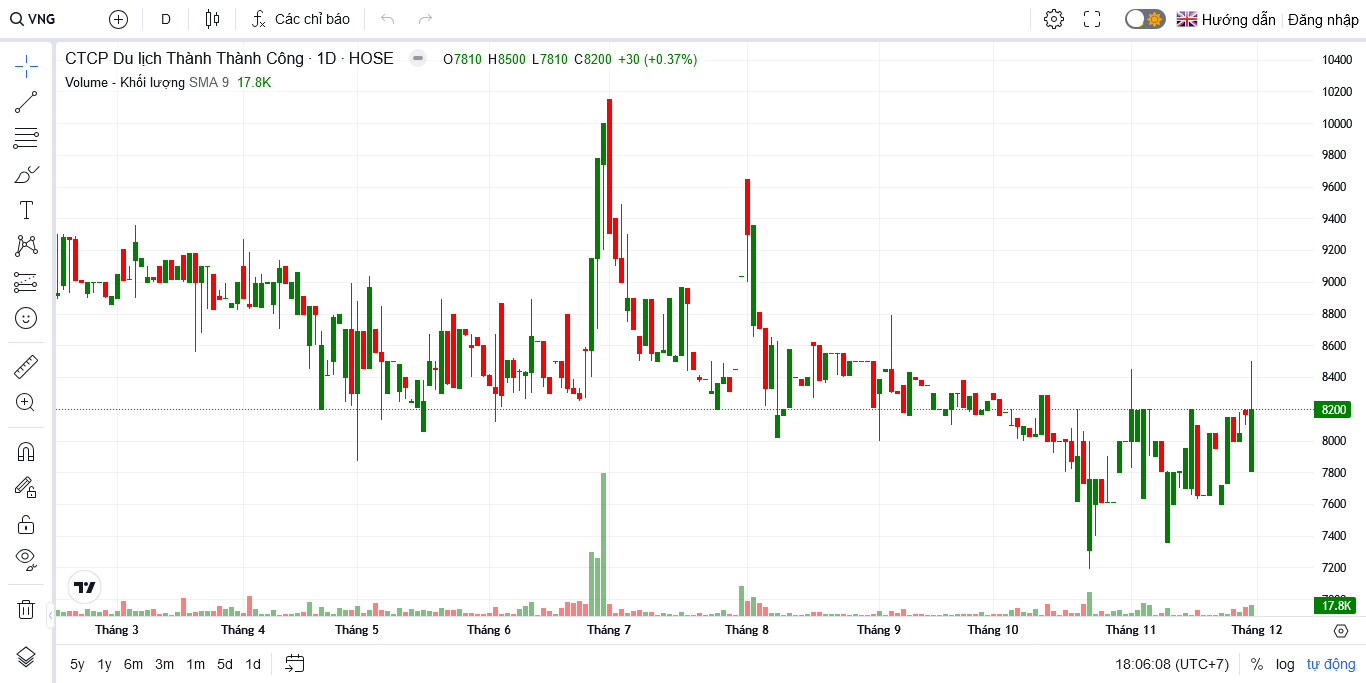 VNG D Các chỉ báo Hướng dẫn Đăng nhập
CTCP Du lịch Thành Thành Công · 1D · HOSE O7810 H8500 L7810 C8200 +30 (+0.37%)
Volume - Khối lượng SMA 9 17.8K
10400
10200
10000
9800
9600
9400
9200
9000
8800
8600
8400
8200
8000
7800
7600
7400
7200
17.8K
Tháng 3 Tháng 4 Tháng 5 Tháng 6 Tháng 7 Tháng 8 Tháng 9 Tháng 10 Tháng 11 Tháng 12
5y 1y 6m 3m 1m 5d 1d 18:06:08 (UTC+7) % log tự động